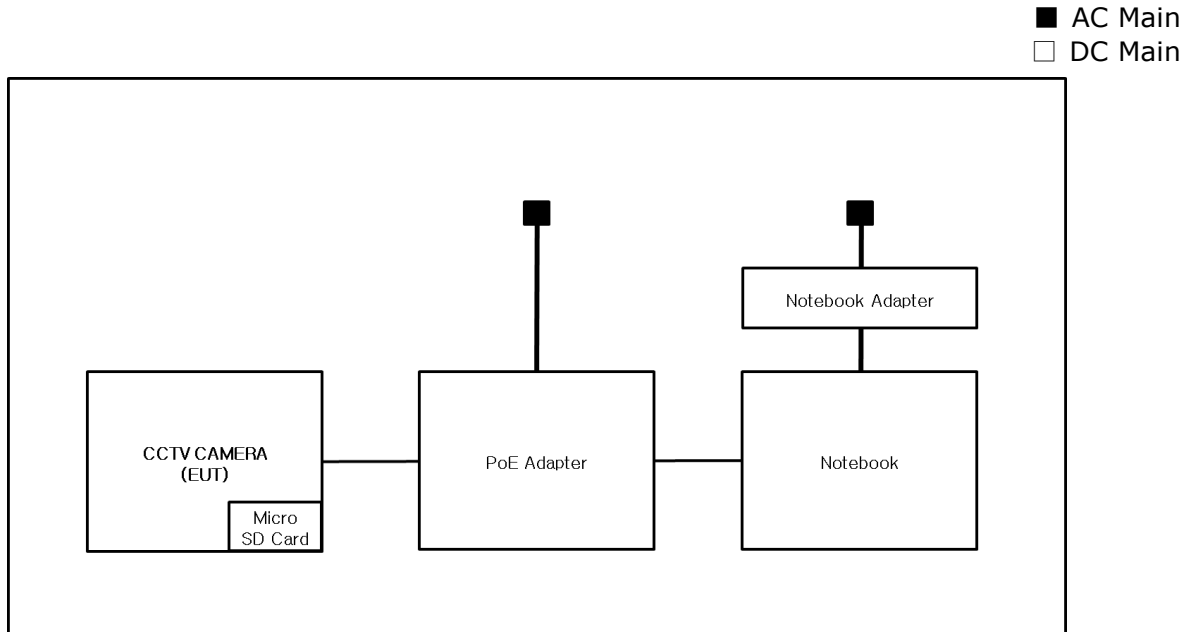 ■ AC Main
□ DC Main
Notebook Adapter
CCTV CAMERA
(EUT)
PoE Adapter
Notebook
Micro
SD Card